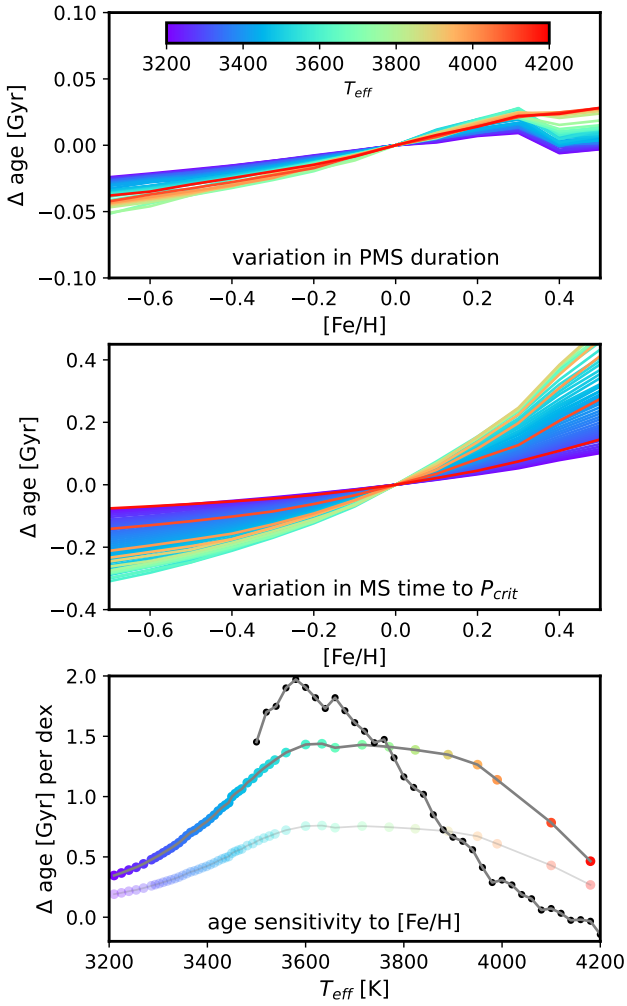 0.10
0.05
0.00
−0.05
−0.10
Δ age [Gyr]
3200 3400 3600 3800 4000 4200
T_eff
variation in PMS duration
−0.6 −0.4 −0.2 0.0 0.2 0.4
[Fe/H]
0.4
0.2
0.0
−0.2
−0.4
Δ age [Gyr]
variation in MS time to P_crit
−0.6 −0.4 −0.2 0.0 0.2 0.4
[Fe/H]
2.0
1.5
1.0
0.5
0.0
Δ age [Gyr] per dex
age sensitivity to [Fe/H]
3200 3400 3600 3800 4000 4200
T_eff [K]